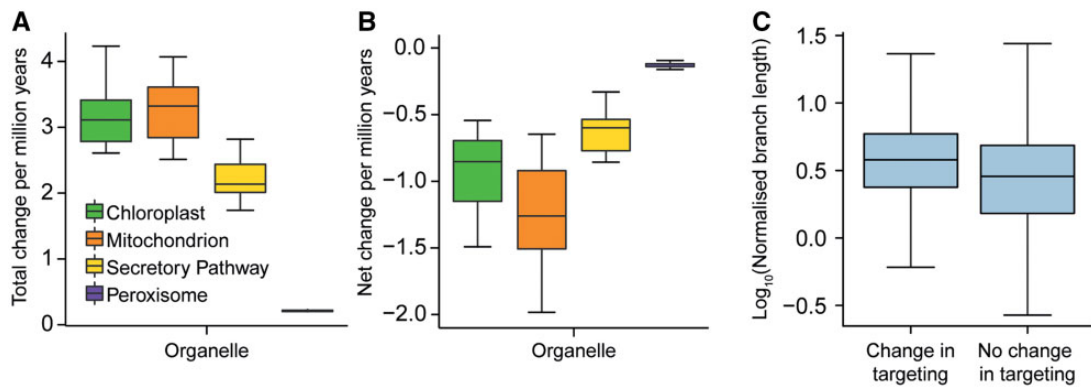 A
Total change per million years
4
3
2
1
0
Chloroplast
Mitochondrion
Secretory Pathway
Peroxisome
Organelle
B
Net change per million years
0.0
−0.5
−1.0
−1.5
−2.0
Organelle
C
Log10(Normalised branch length)
1.5
1.0
0.5
0.0
−0.5
Change in
targeting
No change
in targeting